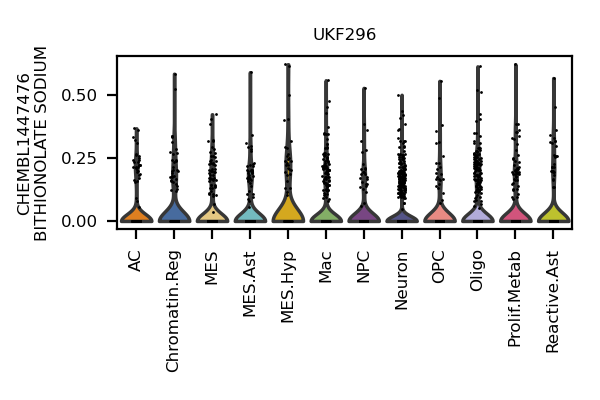 UKF296
CHEMBL1447476
BITHIONOLATE SODIUM
0.50
0.25
0.00
AC
Chromatin.Reg
MES
MES.Ast
MES.Hyp
Mac
NPC
Neuron
OPC
Oligo
Prolif.Metab
Reactive.Ast